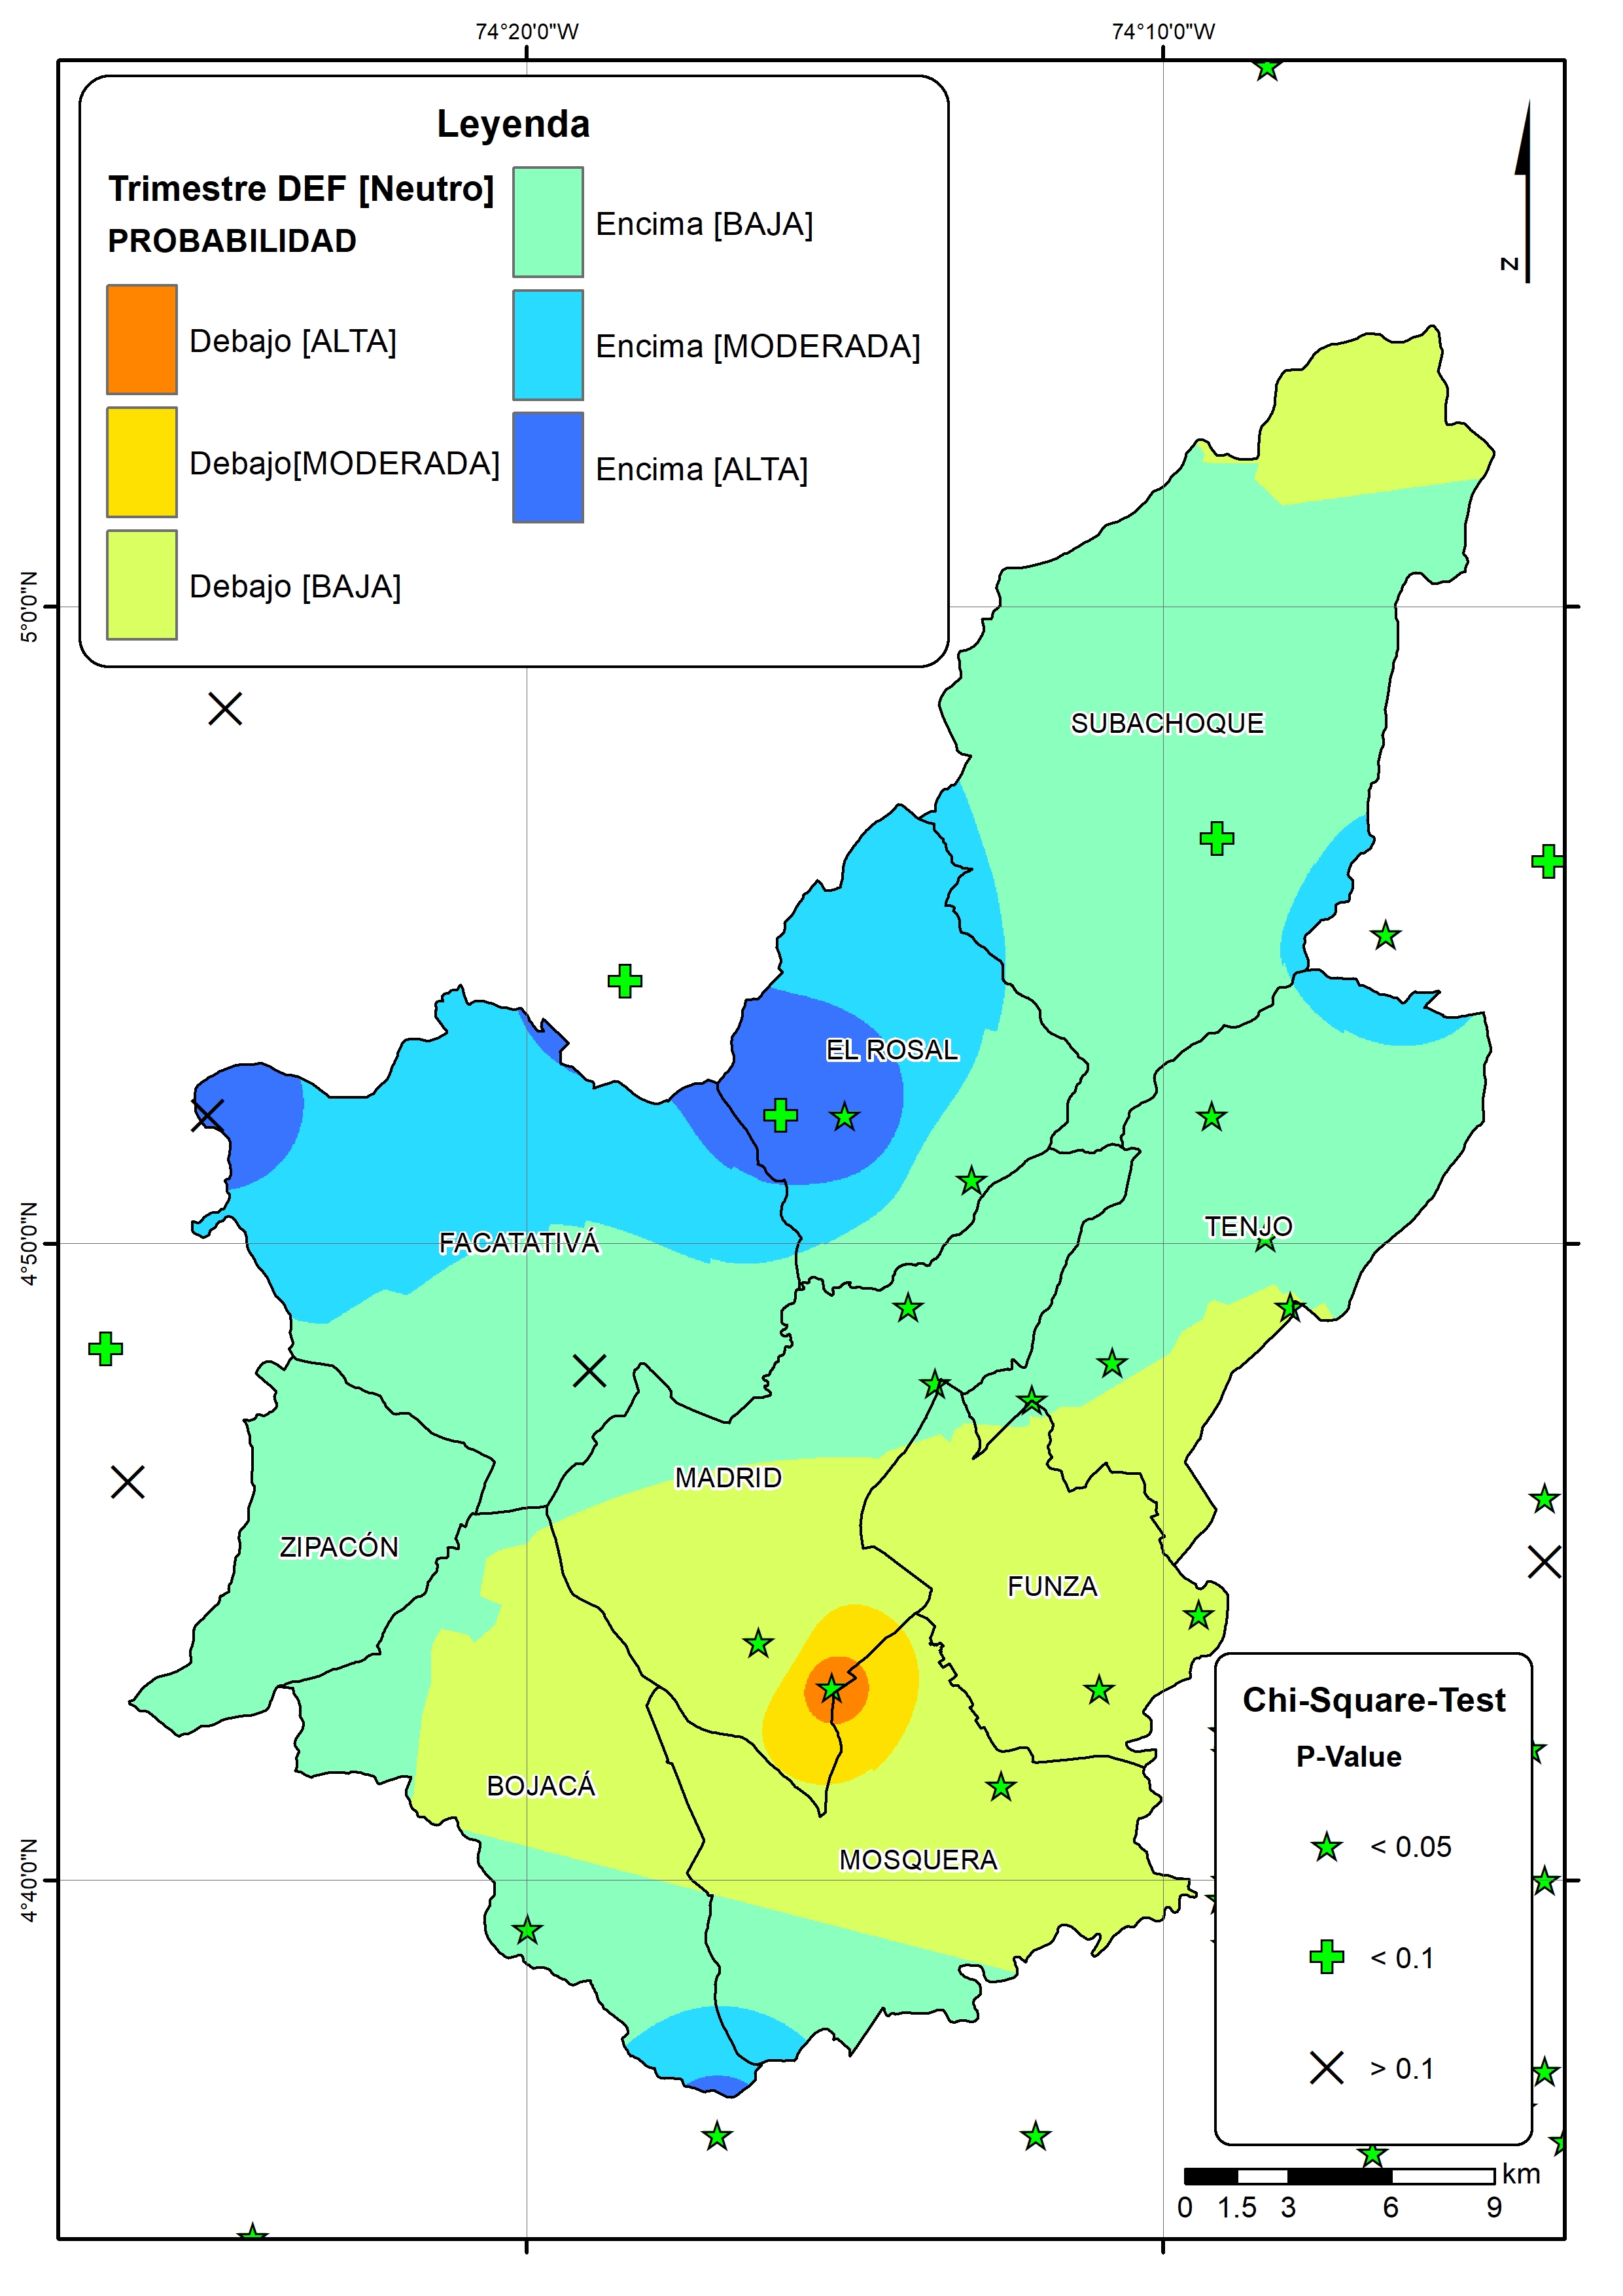 74°20'0"W
74°10'0"W
Leyenda
Trimestre DEF [Neutro]
PROBABILIDAD
Debajo [ALTA]
Debajo[MODERADA]
Debajo [BAJA]
Encima [BAJA]
Encima [MODERADA]
Encima [ALTA]
N
5°0'0"N
SUBACHOQUE
EL ROSAL
4°50'0"N
FACATATIVÁ
TENJO
MADRID
ZIPACÓN
FUNZA
BOJACÁ
MOSQUERA
4°40'0"N
Chi-Square-Test
P-Value
< 0.05
< 0.1
> 0.1
km
0 1.5 3 6 9